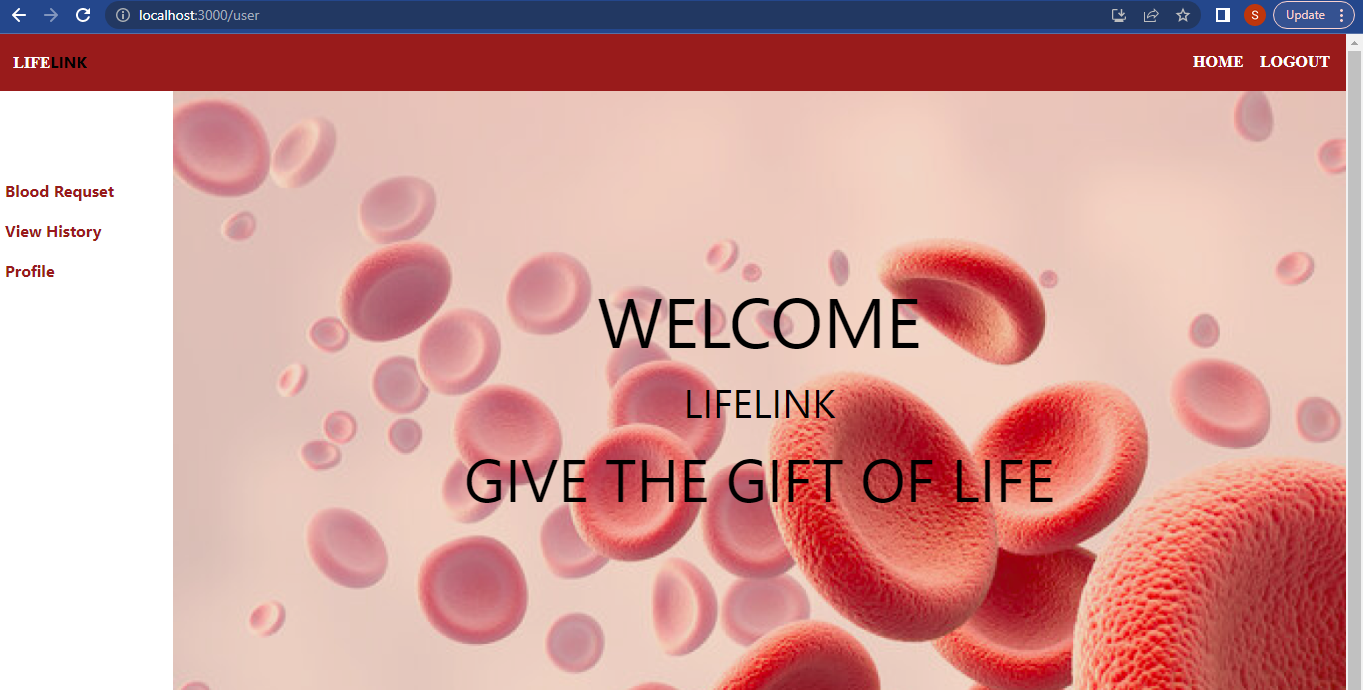 localhost:3000/user
S
Update
LIFELINK
HOME LOGOUT
Blood Requset
View History
Profile
WELCOME
LIFELINK
GIVE THE GIFT OF LIFE